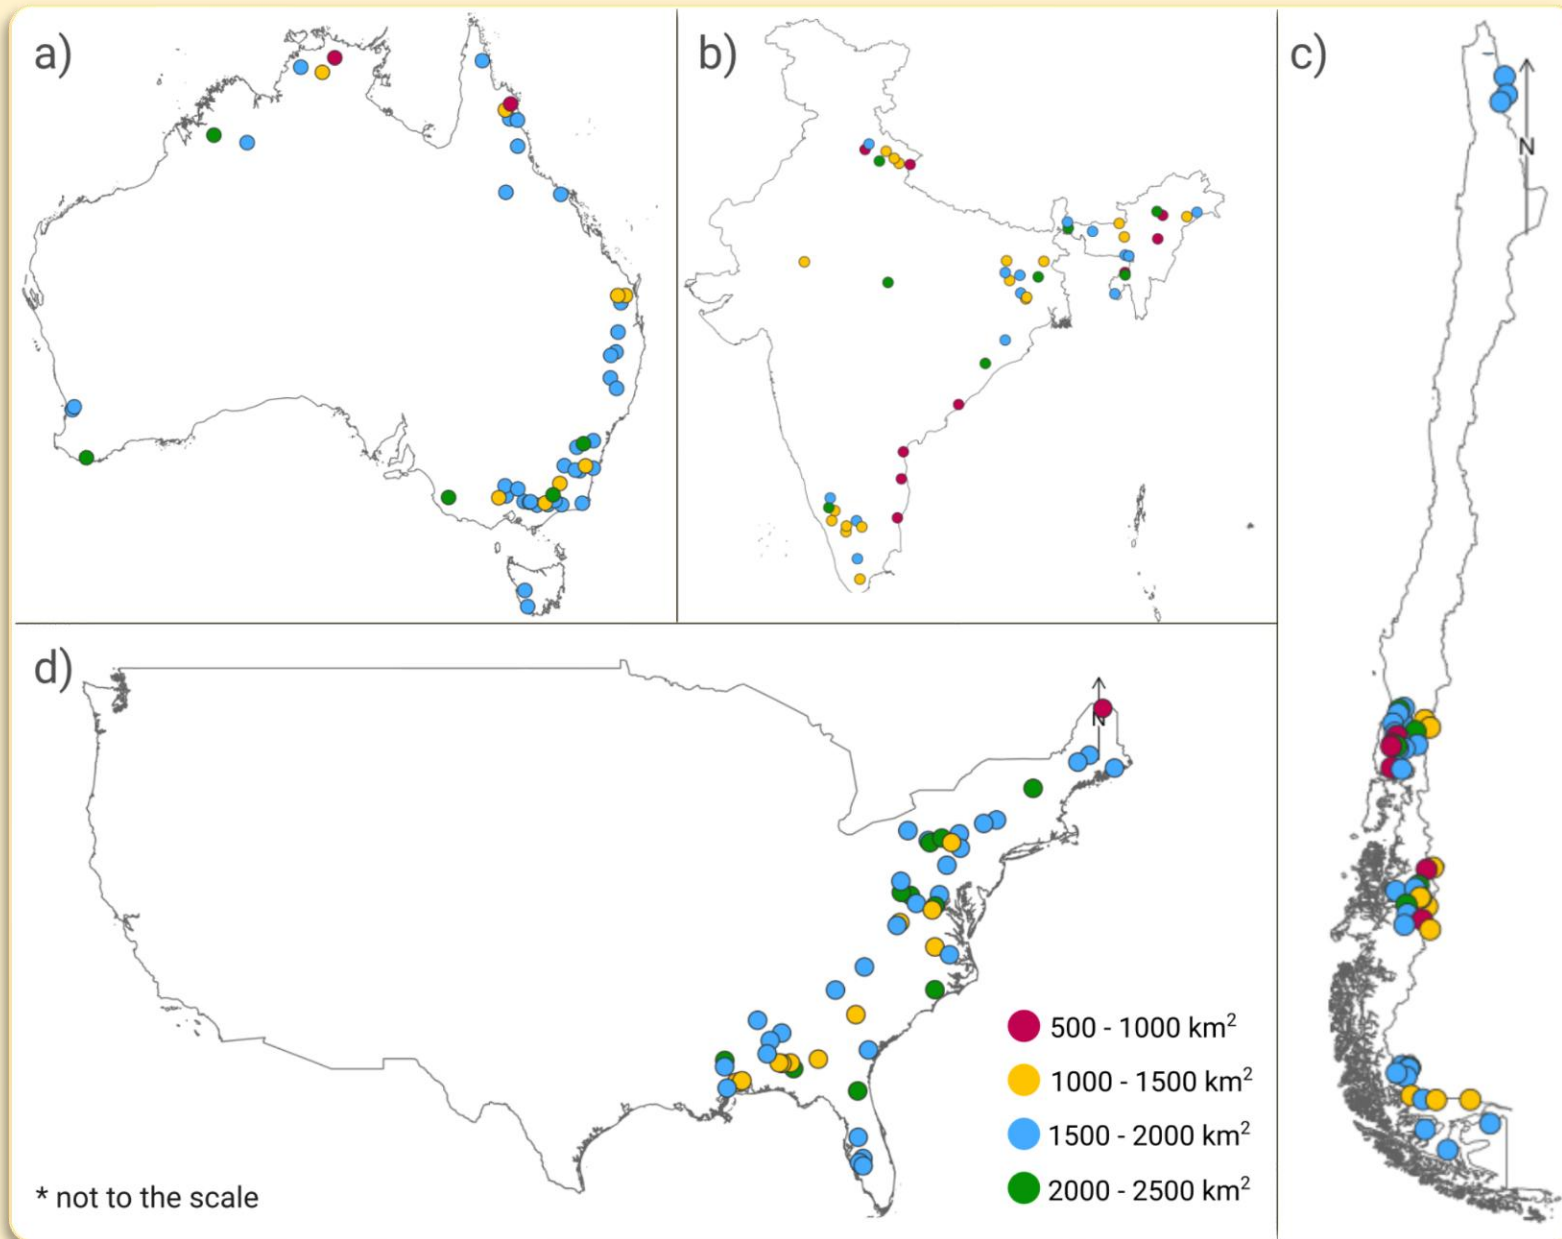 a)
b)
c)
N
d)
N
500 - 1000 km²
1000 - 1500 km²
1500 - 2000 km²
2000 - 2500 km²
* not to the scale